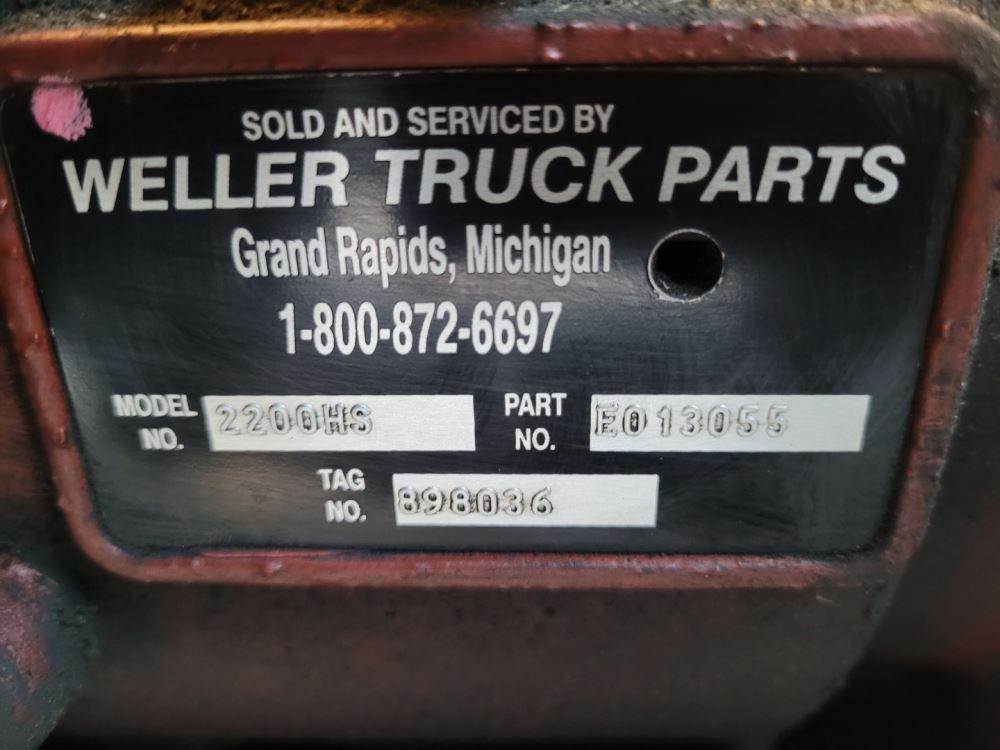 SOLD AND SERVICED BY
WELLER TRUCK PARTS
Grand Rapids, Michigan
1-800-872-6697
MODEL NO. 2200HS PART NO. E013055
TAG NO. 898036